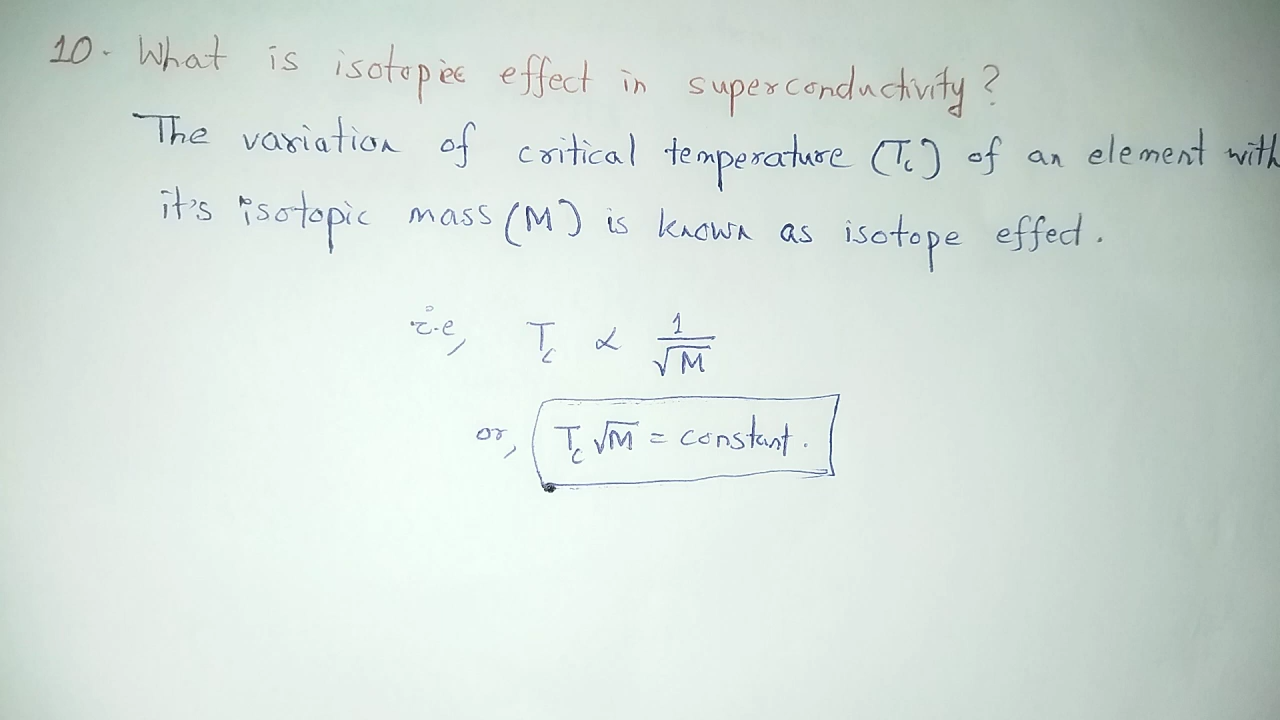 10. What is isotopic effect in superconductivity?
The variation of critical temperature (Tc) of an element with
it's isotopic mass (M) is known as isotope effect.
i.e, Tc ∝ 1/√M
or, Tc √M = constant.